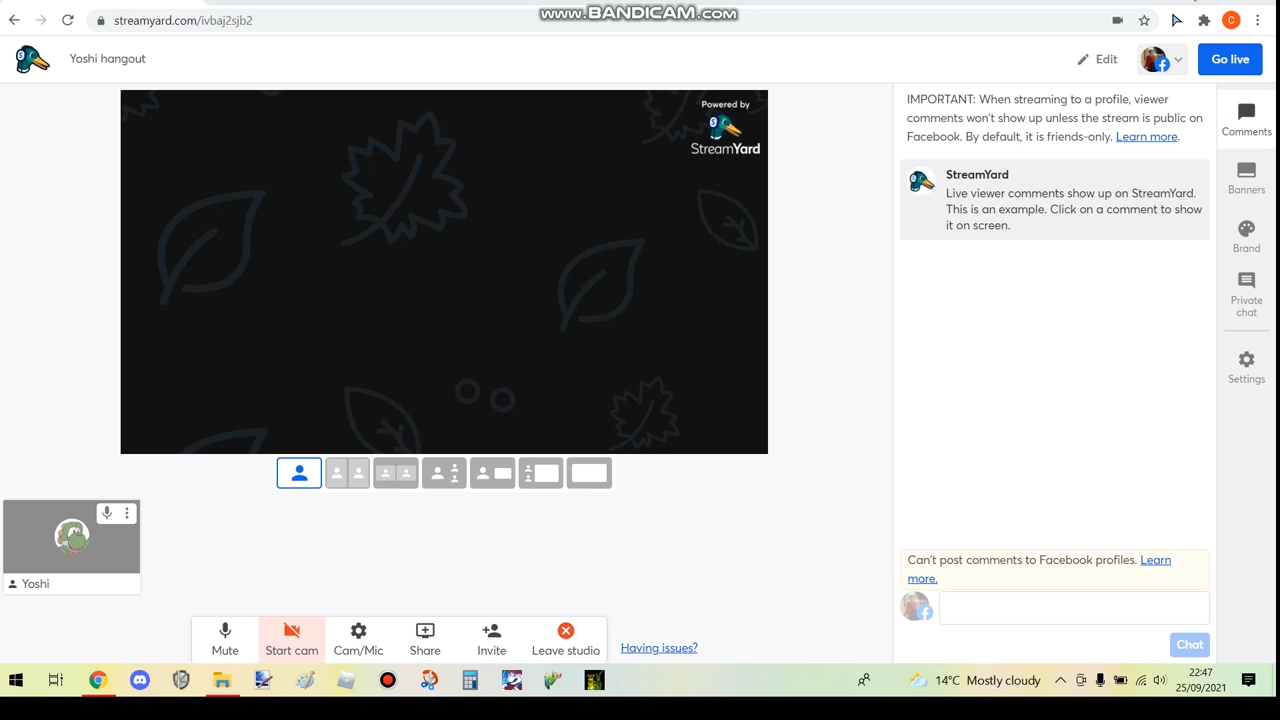 streamyard.com/ivbaj2sjb2
www.BANDICAM.com
C
Yoshi hangout
Edit
Go live
Powered by
StreamYard
IMPORTANT: When streaming to a profile, viewer
comments won't show up unless the stream is public on
Facebook. By default, it is friends-only. Learn more.
StreamYard
Live viewer comments show up on StreamYard.
This is an example. Click on a comment to show
it on screen.
Comments
Banners
Brand
Private
chat
Settings
Yoshi
Can't post comments to Facebook profiles. Learn
more.
Chat
Mute
Start cam
Cam/Mic
Share
Invite
Leave studio
Having issues?
14°C Mostly cloudy
22:47
25/09/2021